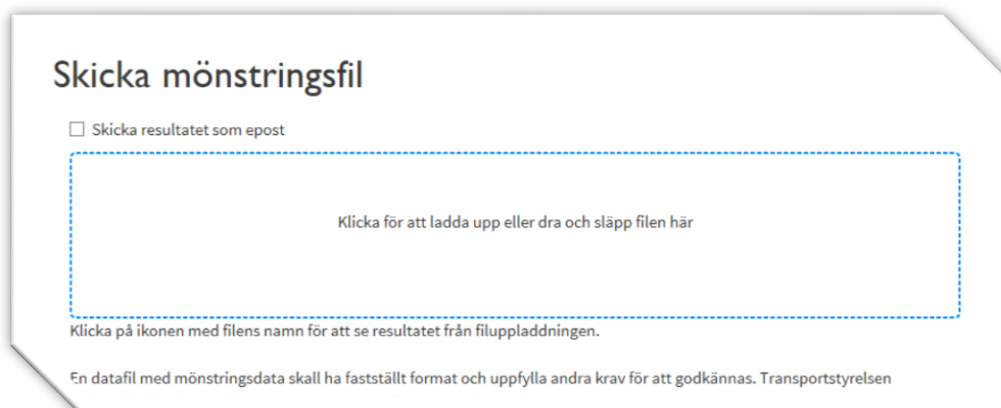 Skicka mönstringsfil
Skicka resultatet som epost
Klicka för att ladda upp eller dra och släpp filen här
Klicka på ikonen med filens namn för att se resultatet från filuppladdningen.
En datafil med mönstringsdata skall ha fastställt format och uppfylla andra krav för att godkännas. Transportstyrelsen